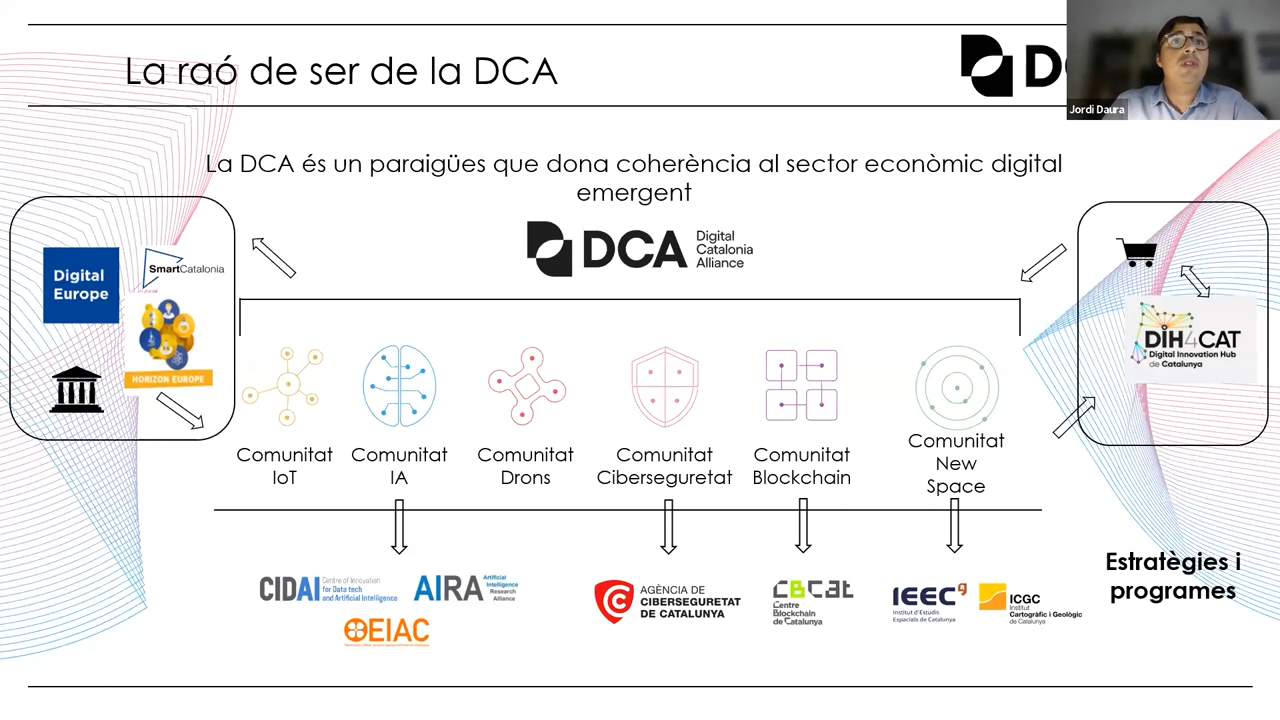 La raó de ser de la DCA
Jordi Daura
La DCA és un paraigües que dona coherència al sector econòmic digital
emergent
DCA Digital
Catalonia
Alliance
Digital
Europe
SmartCatalonia
HORIZON EUROPE
DIH4CAT
Digital Innovation Hub
de Catalunya
Comunitat
IoT
Comunitat
IA
Comunitat
Drons
Comunitat
Ciberseguretat
Comunitat
Blockchain
Comunitat
New
Space
Estratègies i
programes
CIDAI Centre of Innovation
for Data tech
and Artificial Intelligence
AIRA Artificial
Intelligence
Research
Alliance
OEIAC
AGÈNCIA DE
CIBERSEGURETAT
DE CATALUNYA
CBCat
Centre
Blockchain
de Catalunya
IEEC
Institut d'Estudis
Espacials de Catalunya
ICGC
Institut
Cartogràfic i Geològic
de Catalunya